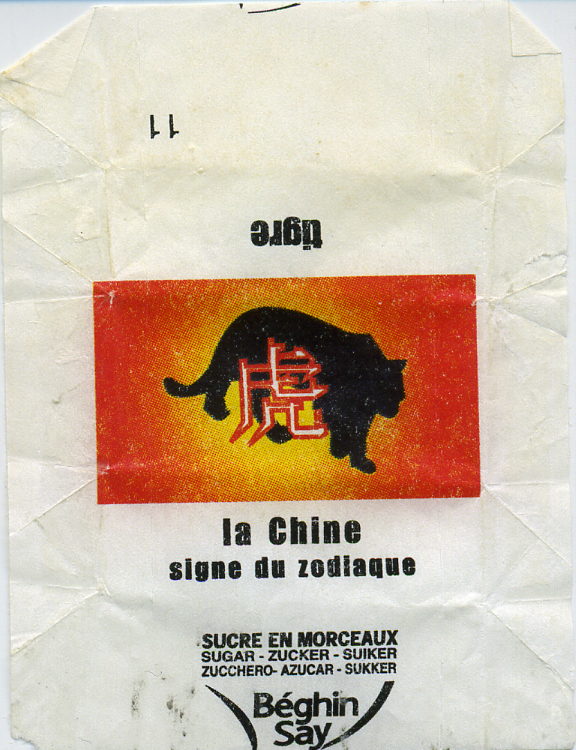 11
tigre
虎
la Chine
signe du zodiaque
SUCRE EN MORCEAUX
SUGAR - ZUCKER - SUIKER
ZUCCHERO- AZUCAR - SUKKER
Béghin
Say